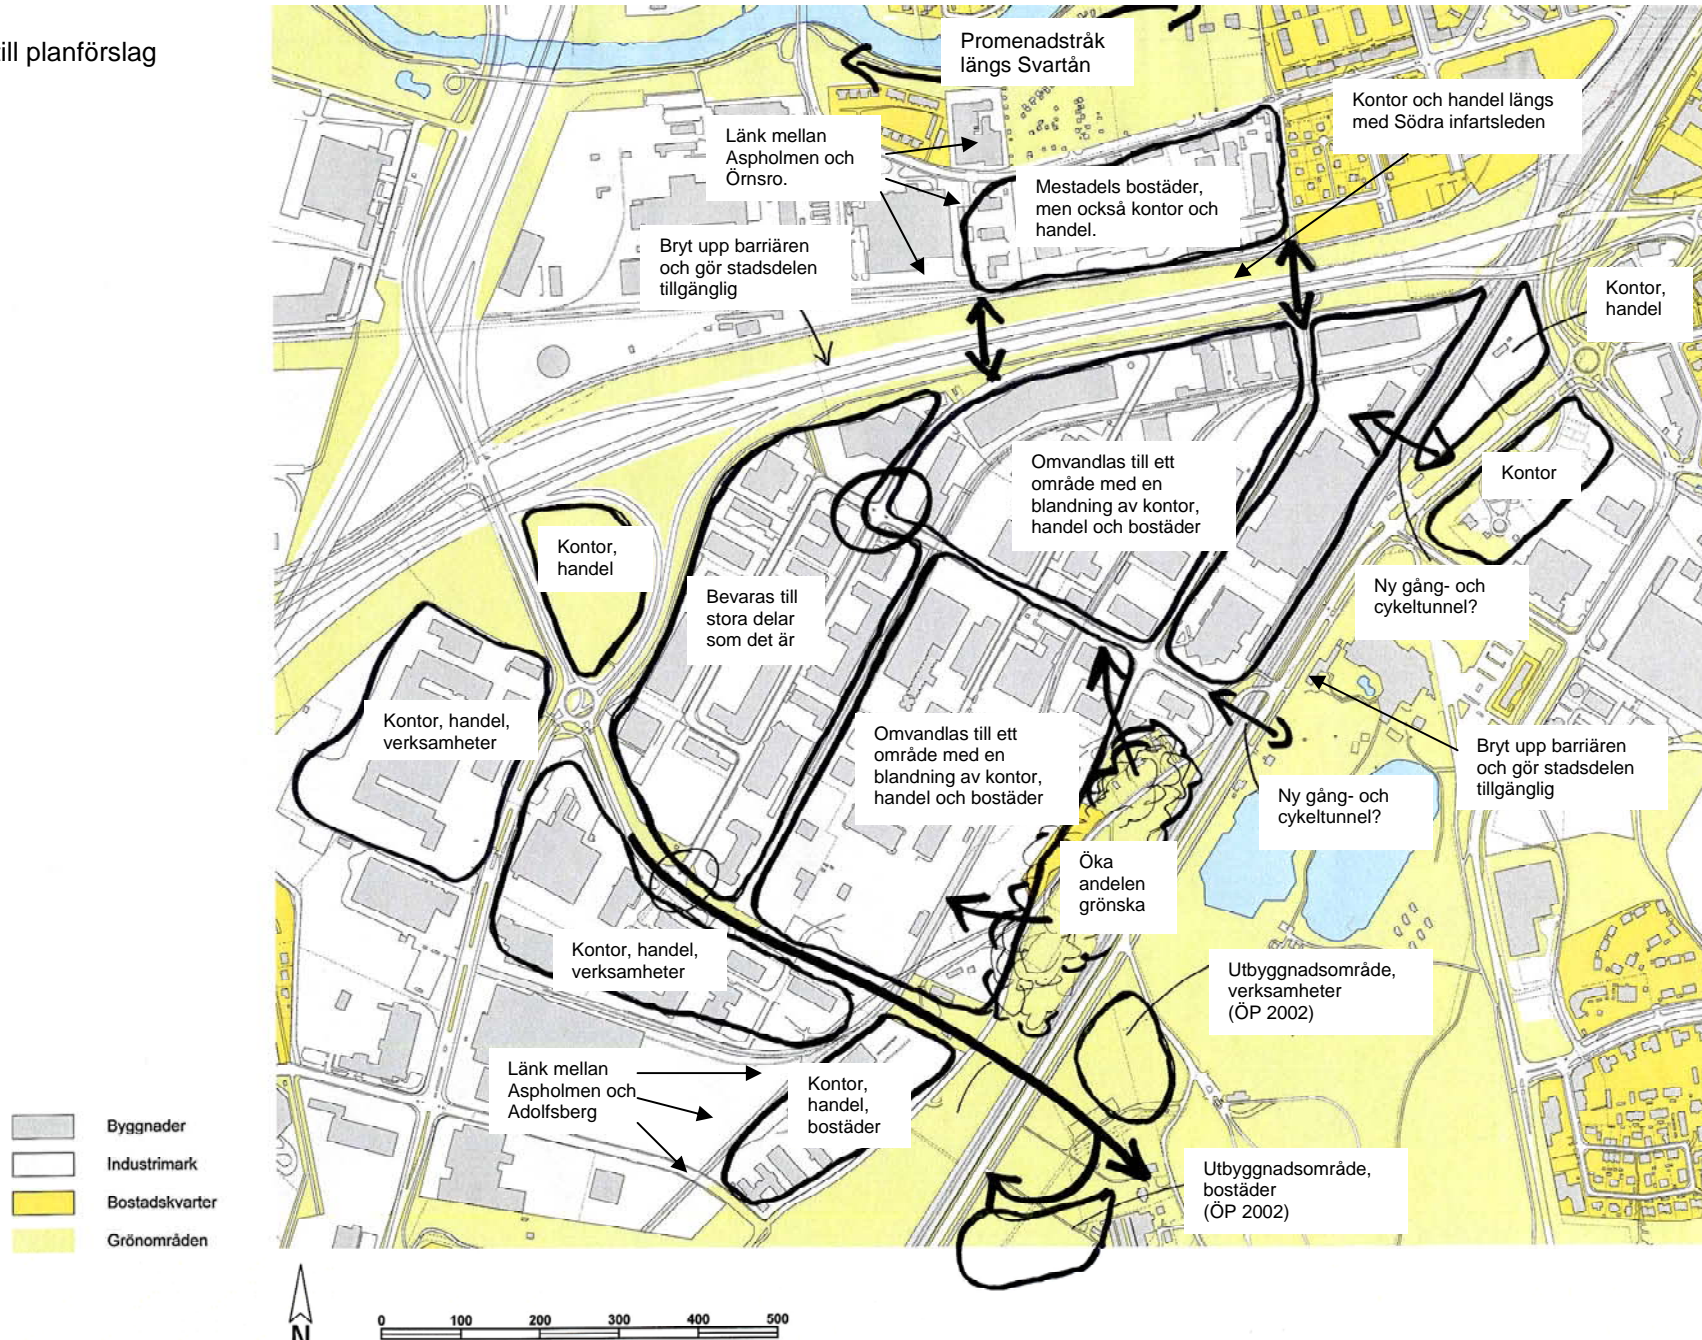 till planförslag
Promenadstråk
längs Svartån
Kontor och handel längs
med Södra infartsleden
Länk mellan
Aspholmen och
Örnsro.
Mestadels bostäder,
men också kontor och
handel.
Bryt upp barriären
och gör stadsdelen
tillgänglig
Kontor,
handel
Omvandlas till ett
område med en
blandning av kontor,
handel och bostäder
Kontor
Kontor,
handel
Bevaras till
stora delar
som det är
Ny gång- och
cykeltunnel?
Kontor, handel,
verksamheter
Omvandlas till ett
område med en
blandning av kontor,
handel och bostäder
Bryt upp barriären
och gör stadsdelen
tillgänglig
Ny gång- och
cykeltunnel?
Öka
andelen
grönska
Kontor, handel,
verksamheter
Utbyggnadsområde,
verksamheter
(ÖP 2002)
Länk mellan
Aspholmen och
Adolfsberg
Kontor,
handel,
bostäder
Utbyggnadsområde,
bostäder
(ÖP 2002)
Byggnader
Industrimark
Bostadskvarter
Grönområden
N
0 100 200 300 400 500